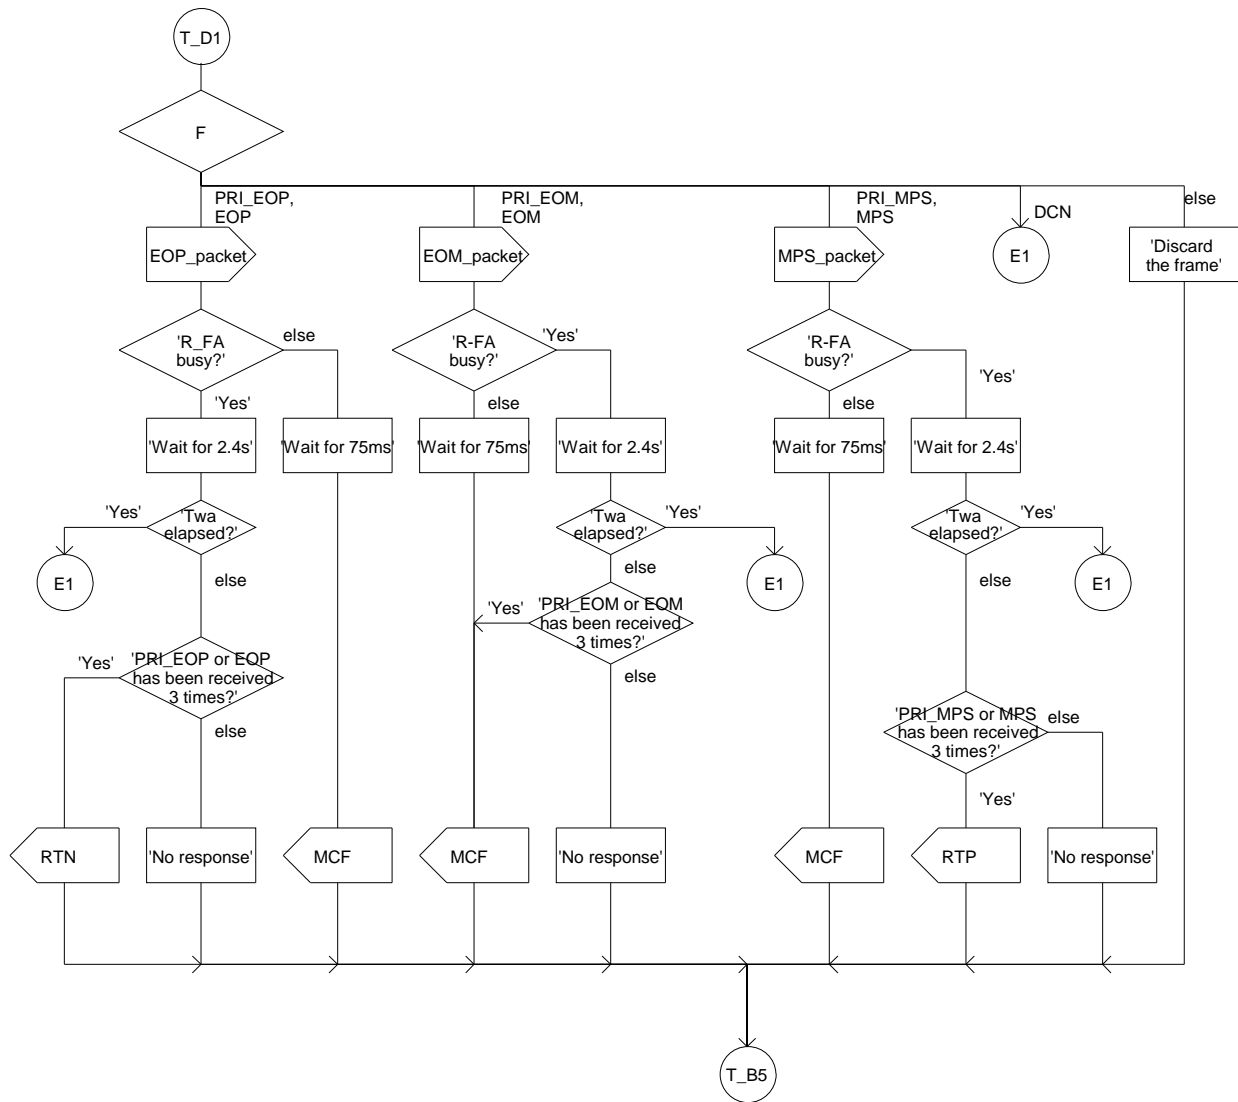 T_D1
F
PRI_EOP,
EOP
PRI_EOM,
EOM
PRI_MPS,
MPS
DCN
else
EOP_packet
EOM_packet
MPS_packet
E1
'Discard
the frame'
'R_FA
busy?'
else
'R-FA
busy?'
'Yes'
'R-FA
busy?'
'Yes'
'Yes'
else
else
'Wait for 2.4s'
'Wait for 75ms'
'Wait for 75ms'
'Wait for 2.4s'
'Wait for 75ms'
'Wait for 2.4s'
'Yes'
'Twa
elapsed?'
'Twa
elapsed?'
'Yes'
'Twa
elapsed?'
'Yes'
E1
else
else
E1
else
E1
'Yes'
'PRI_EOM or EOM
has been received
3 times?'
else
'Yes'
'PRI_EOP or EOP
has been received
3 times?'
else
'PRI_MPS or MPS
has been received
3 times?'
else
'Yes'
RTN
'No response'
MCF
MCF
'No response'
MCF
RTP
'No response'
T_B5